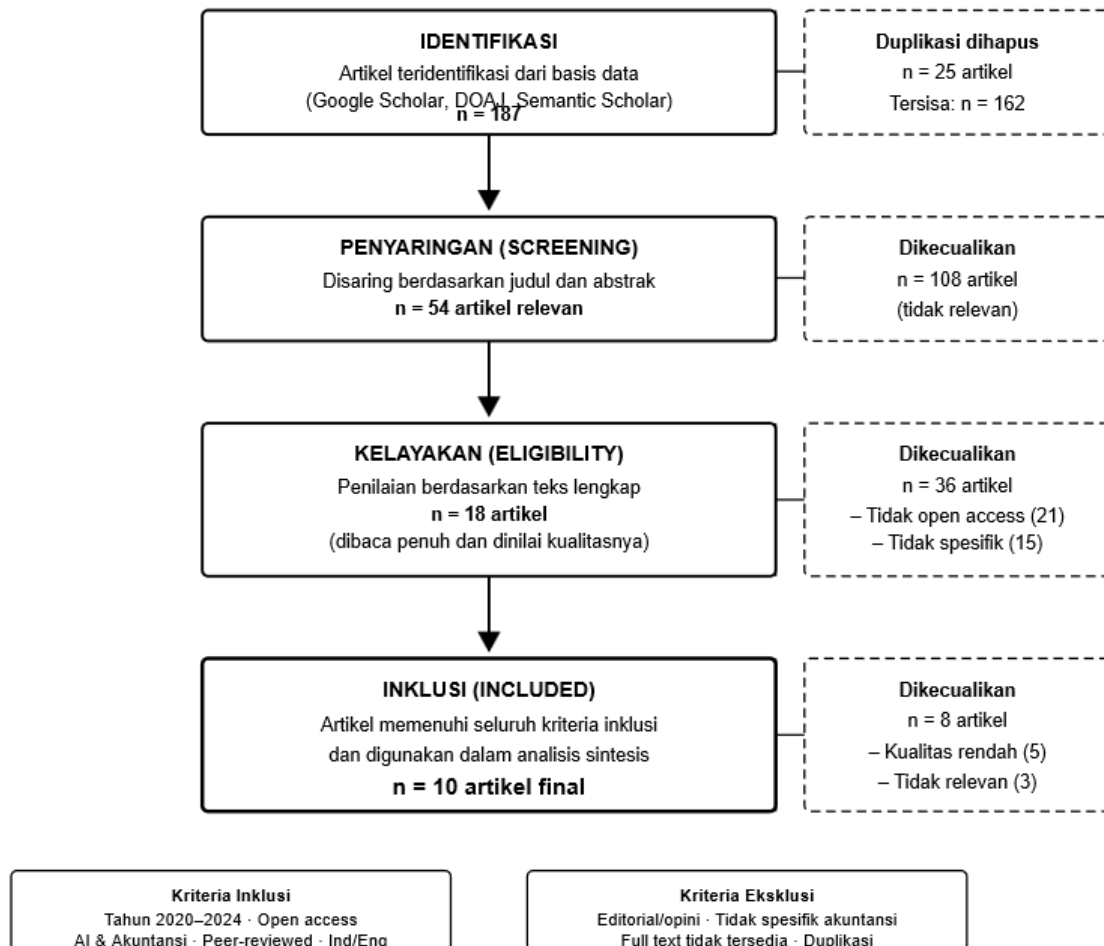 IDENTIFIKASI
Artikel teridentifikasi dari basis data
(Google Scholar, DOAJ, Semantic Scholar)
n = 187
Duplikasi dihapus
n = 25 artikel
Tersisa: n = 162
PENYARINGAN (SCREENING)
Disaring berdasarkan judul dan abstrak
n = 54 artikel relevan
Dikecualikan
n = 108 artikel
(tidak relevan)
KELAYAKAN (ELIGIBILITY)
Penilaian berdasarkan teks lengkap
n = 18 artikel
(dibaca penuh dan dinilai kualitasnya)
Dikecualikan
n = 36 artikel
– Tidak open access (21)
– Tidak spesifik (15)
INKLUSI (INCLUDED)
Artikel memenuhi seluruh kriteria inklusi
dan digunakan dalam analisis sintesis
n = 10 artikel final
Dikecualikan
n = 8 artikel
– Kualitas rendah (5)
– Tidak relevan (3)
Kriteria Inklusi
Tahun 2020–2024 · Open access
AI & Akuntansi · Peer-reviewed · Ind/Eng
Kriteria Eksklusi
Editorial/opini · Tidak spesifik akuntansi
Full text tidak tersedia · Duplikasi